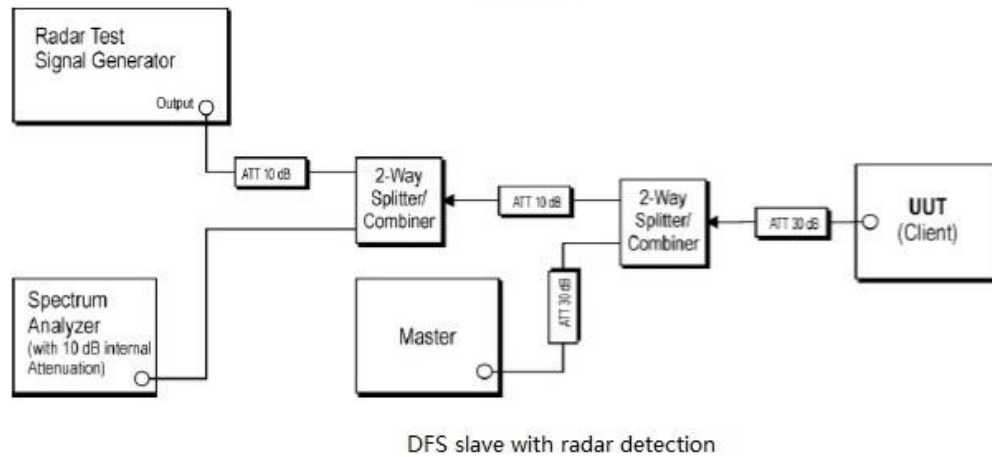 Radar Test
Signal Generator
Output
ATT 10 dB
2-Way
Splitter/
Combiner
ATT 10 dB
2-Way
Splitter/
Combiner
ATT 30 dB
UUT
(Client)
Spectrum
Analyzer
(with 10 dB internal
Attenuation)
Master
ATT 30 dB
DFS slave with radar detection